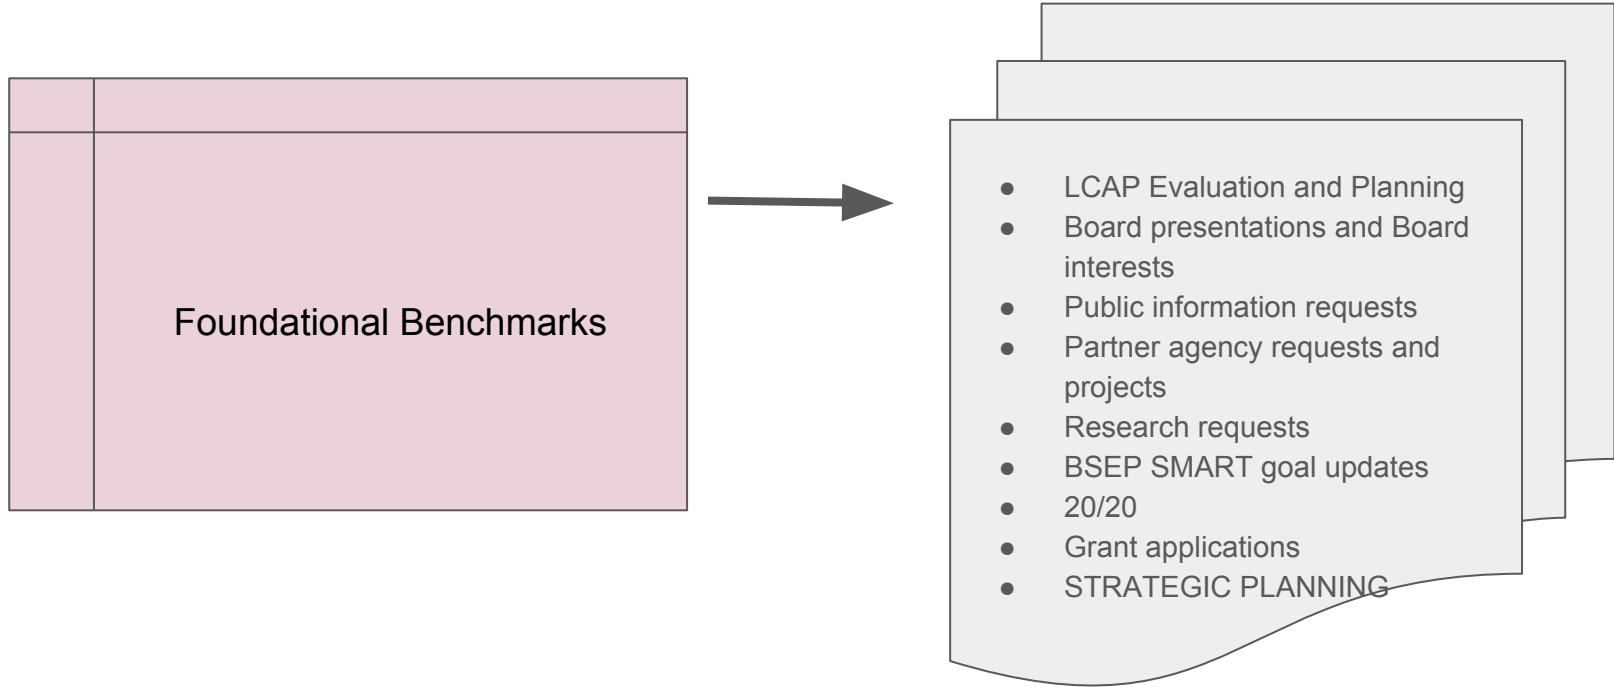 Foundational Benchmarks
● LCAP Evaluation and Planning
● Board presentations and Board
interests
● Public information requests
● Partner agency requests and
projects
● Research requests
● BSEP SMART goal updates
● 20/20
● Grant applications
● STRATEGIC PLANNING